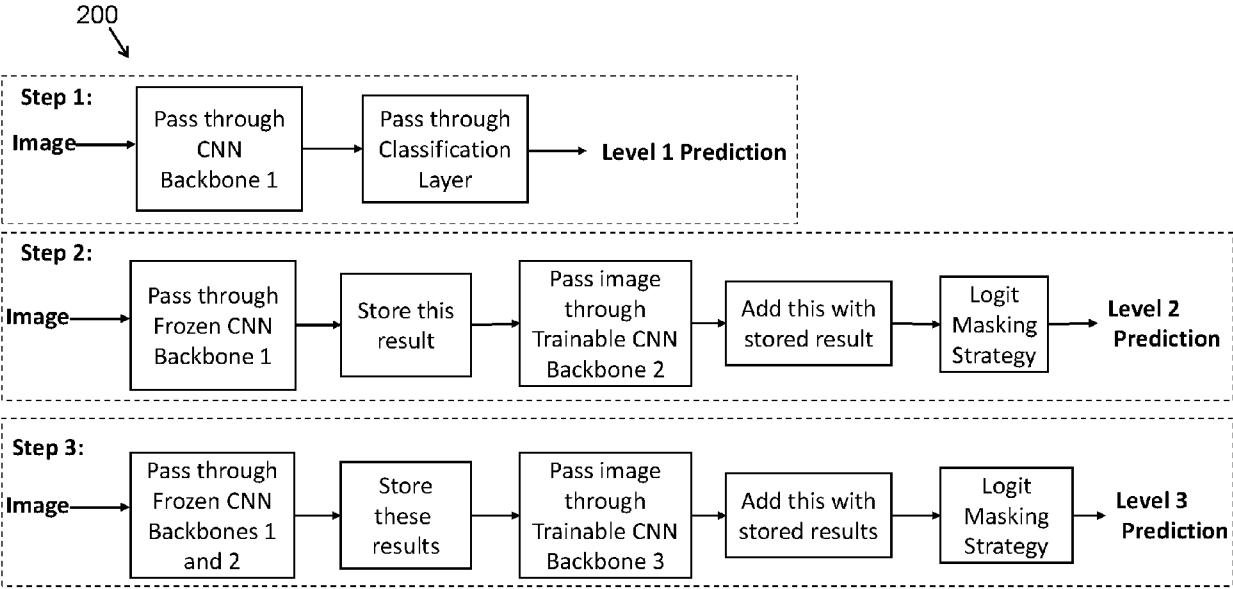 200
Step 1:
Image
Pass through
CNN
Backbone 1
Pass through
Classification
Layer
Level 1 Prediction
Step 2:
Image
Pass through
Frozen CNN
Backbone 1
Store this
result
Pass image
through
Trainable CNN
Backbone 2
Add this with
stored result
Logit
Masking
Strategy
Level 2
Prediction
Step 3:
Image
Pass through
Frozen CNN
Backbones 1
and 2
Store
these
results
Pass image
through
Trainable CNN
Backbone 3
Add this with
stored results
Logit
Masking
Strategy
Level 3
Prediction